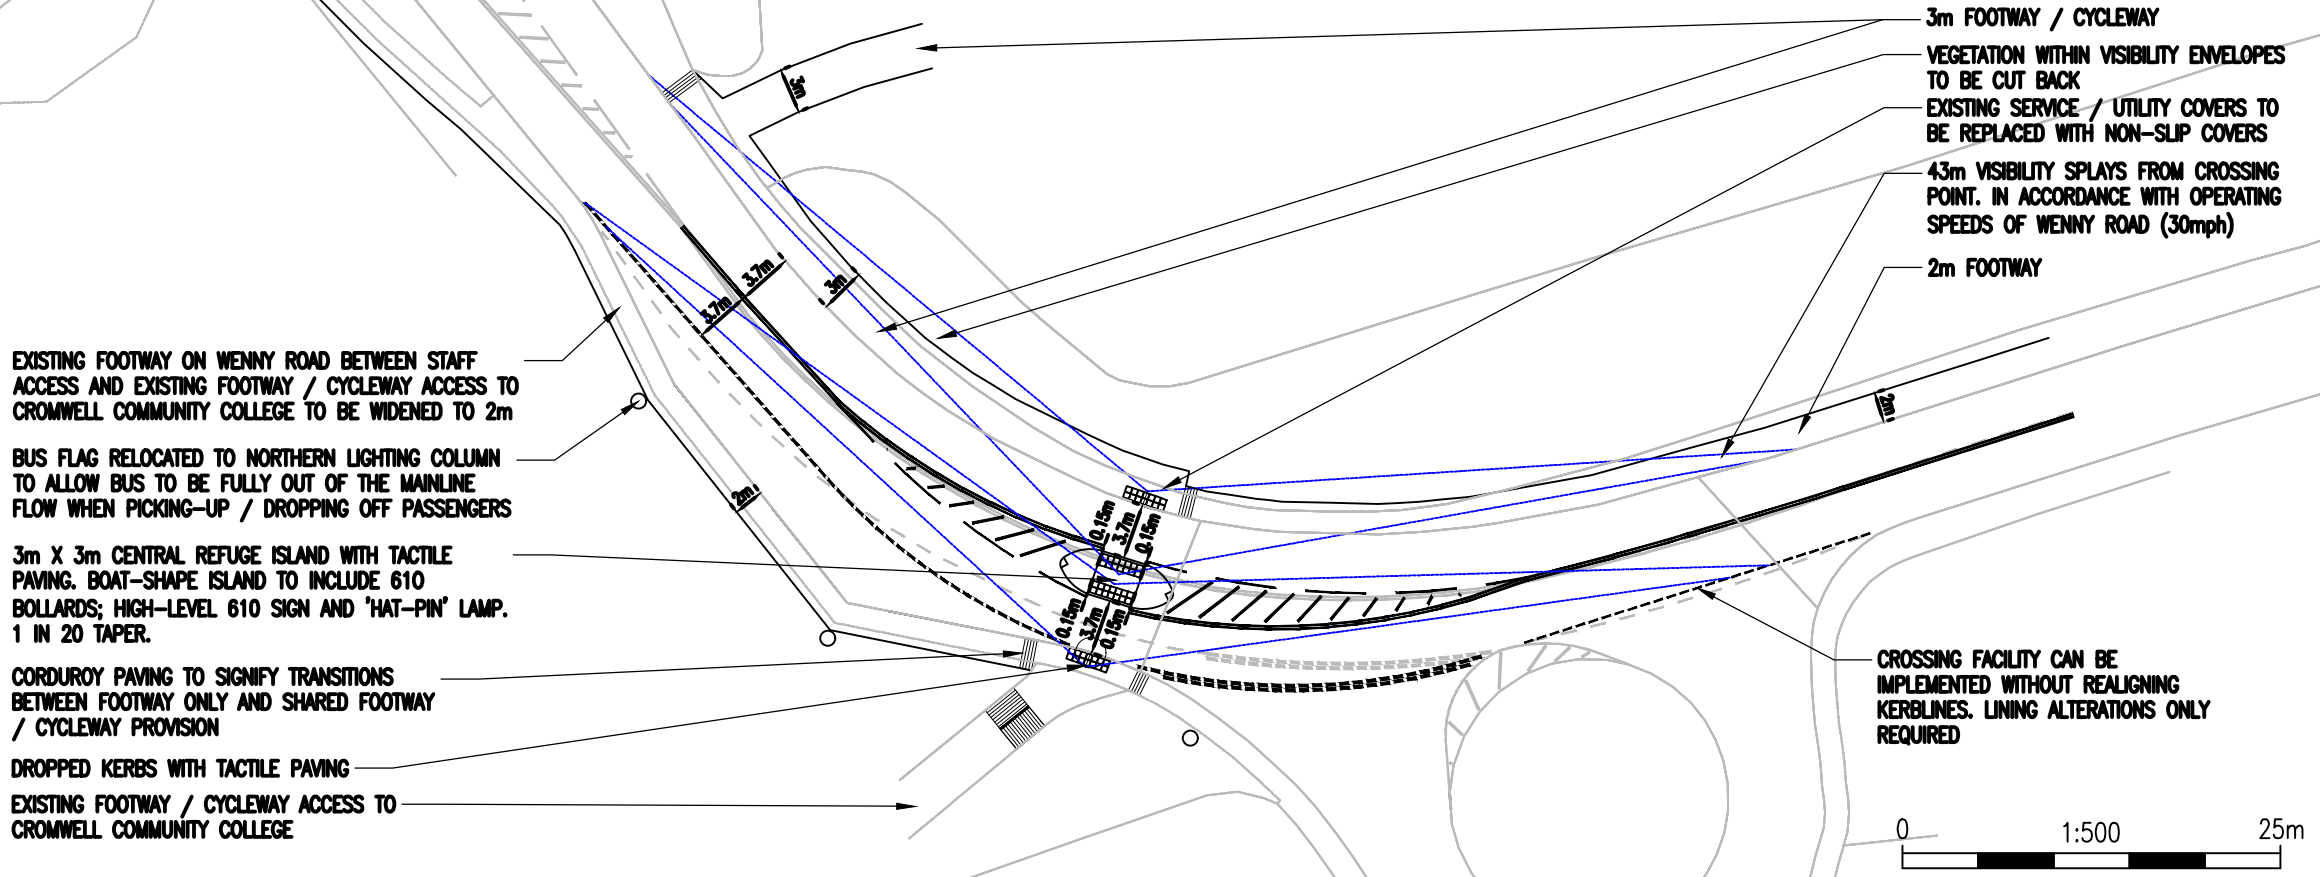 3m FOOTWAY / CYCLEWAY
VEGETATION WITHIN VISIBILITY ENVELOPES
TO BE CUT BACK
EXISTING SERVICE / UTILITY COVERS TO
BE REPLACED WITH NON-SLIP COVERS
43m VISIBILITY SPLAYS FROM CROSSING
POINT. IN ACCORDANCE WITH OPERATING
SPEEDS OF WENNY ROAD (30mph)
2m FOOTWAY
3m
3.7m
3.7m
3m
2m
2m
0.15m
3.7m
0.15m
0.15m
3.7m
0.15m
EXISTING FOOTWAY ON WENNY ROAD BETWEEN STAFF
ACCESS AND EXISTING FOOTWAY / CYCLEWAY ACCESS TO
CROMWELL COMMUNITY COLLEGE TO BE WIDENED TO 2m
BUS FLAG RELOCATED TO NORTHERN LIGHTING COLUMN
TO ALLOW BUS TO BE FULLY OUT OF THE MAINLINE
FLOW WHEN PICKING-UP / DROPPING OFF PASSENGERS
3m X 3m CENTRAL REFUGE ISLAND WITH TACTILE
PAVING. BOAT-SHAPE ISLAND TO INCLUDE 610
BOLLARDS; HIGH-LEVEL 610 SIGN AND 'HAT-PIN' LAMP.
1 IN 20 TAPER.
CORDUROY PAVING TO SIGNIFY TRANSITIONS
BETWEEN FOOTWAY ONLY AND SHARED FOOTWAY
/ CYCLEWAY PROVISION
DROPPED KERBS WITH TACTILE PAVING
EXISTING FOOTWAY / CYCLEWAY ACCESS TO
CROMWELL COMMUNITY COLLEGE
CROSSING FACILITY CAN BE
IMPLEMENTED WITHOUT REALIGNING
KERBLINES. LINING ALTERATIONS ONLY
REQUIRED
0 1:500 25m